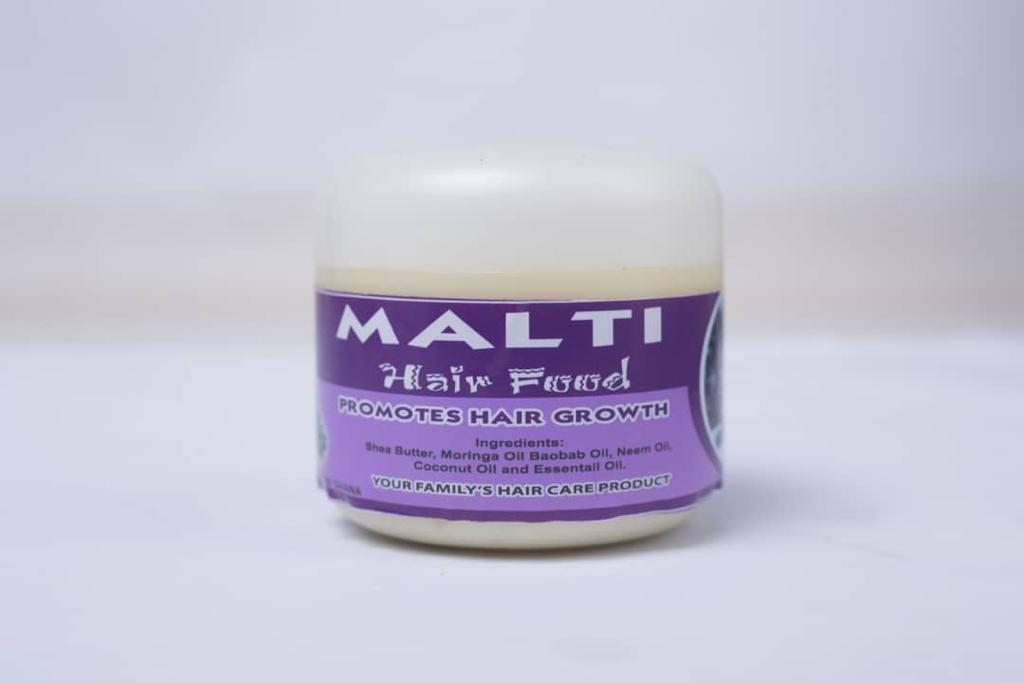 MALTI
Hair Food
PROMOTES HAIR GROWTH
Ingredients:
Shea Butter, Moringa Oil Baobab Oil, Neem Oil,
Coconut Oil and Essentail Oil.
YOUR FAMILY'S HAIR CARE PRODUCT
GHANA